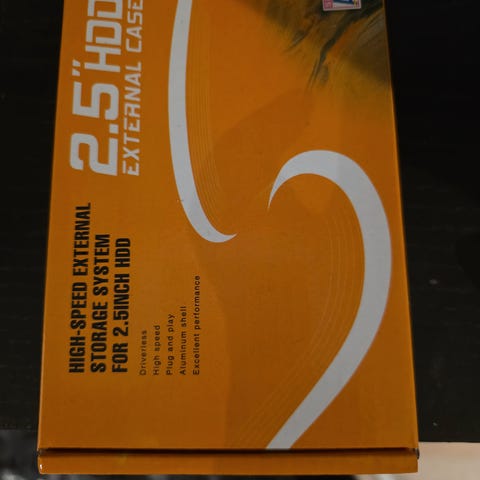 2.5"HDD
EXTERNAL CASE
HIGH-SPEED EXTERNAL
STORAGE SYSTEM
FOR 2.5INCH HDD
Driverless
High speed
Plug and play
Aluminum shell
Excellent performance